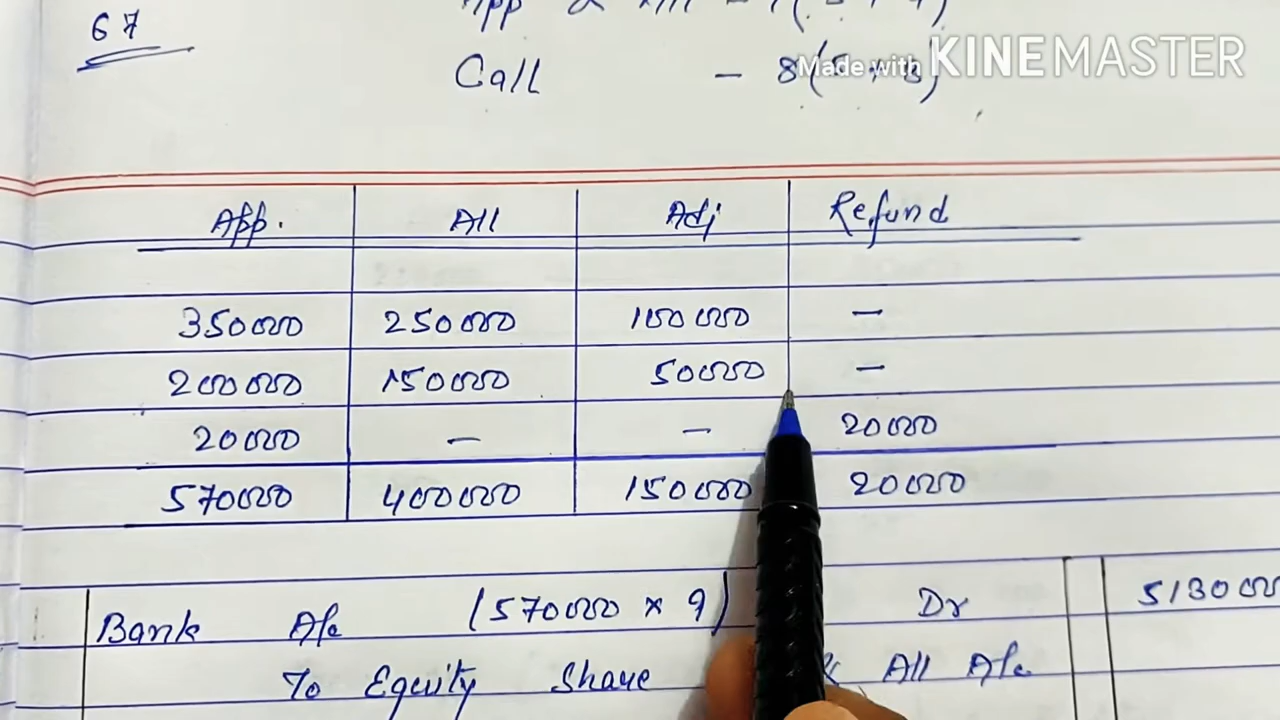 67
Call - 8(
Made with KINEMASTER
App. All Adj Refund
350000 250000 100000 -
200000 150000 50000 -
20000 - - 20000
570000 400000 150000 20000
Bank A/c (570000 × 9) Dr 5130000
To Equity Share & All A/c